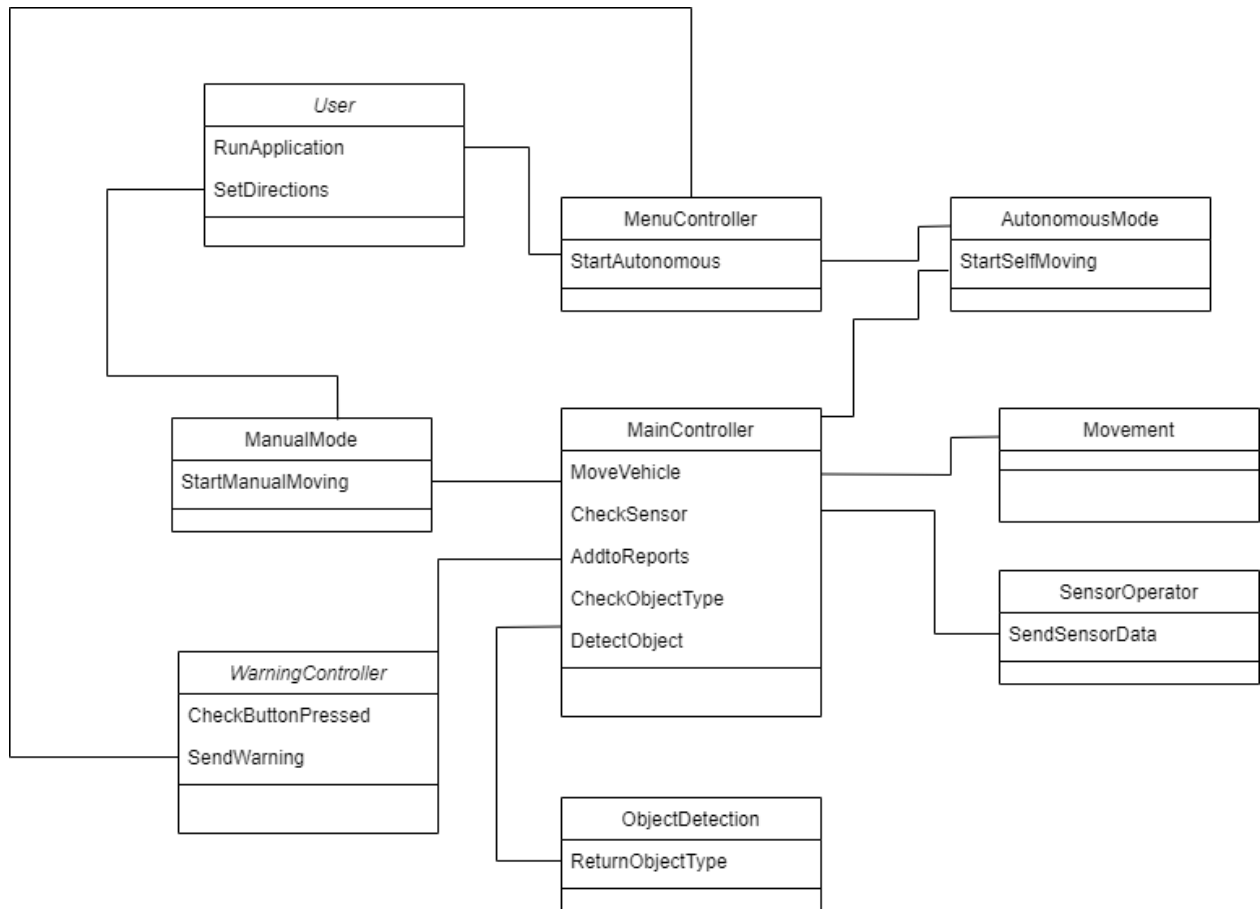 User
RunApplication
SetDirections
MenuController
StartAutonomous
AutonomousMode
StartSelfMoving
ManualMode
StartManualMoving
MainController
MoveVehicle
CheckSensor
AddtoReports
CheckObjectType
DetectObject
Movement
SensorOperator
SendSensorData
WarningController
CheckButtonPressed
SendWarning
ObjectDetection
ReturnObjectType